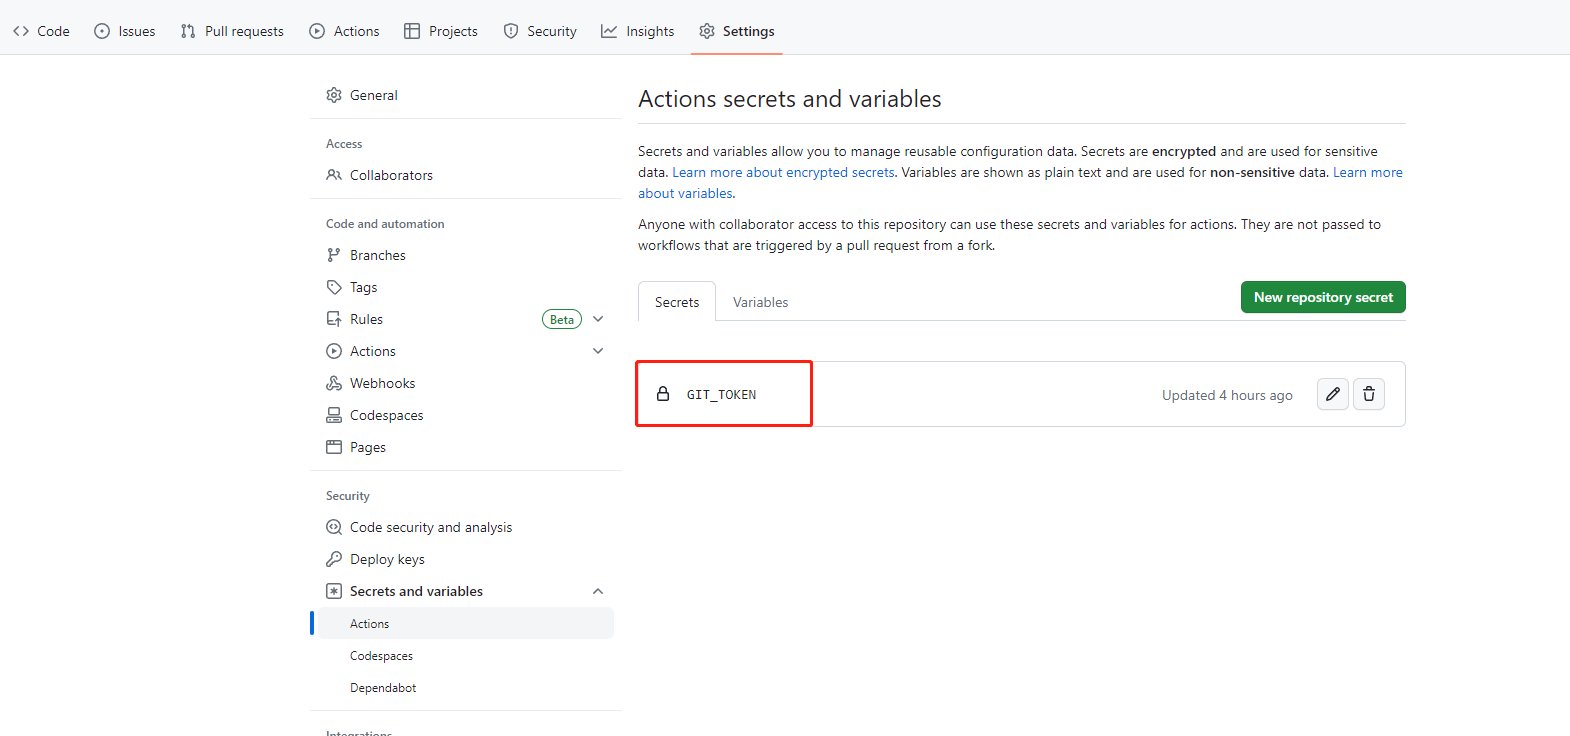 Code
Issues
Pull requests
Actions
Projects
Security
Insights
Settings
General
Access
Collaborators
Code and automation
Branches
Tags
Rules
Beta
Actions
Webhooks
Codespaces
Pages
Security
Code security and analysis
Deploy keys
Secrets and variables
Actions
Codespaces
Dependabot
Integrations
Actions secrets and variables
Secrets and variables allow you to manage reusable configuration data. Secrets are encrypted and are used for sensitive
data. Learn more about encrypted secrets. Variables are shown as plain text and are used for non-sensitive data. Learn more
about variables.
Anyone with collaborator access to this repository can use these secrets and variables for actions. They are not passed to
workflows that are triggered by a pull request from a fork.
Secrets
Variables
New repository secret
GIT_TOKEN
Updated 4 hours ago